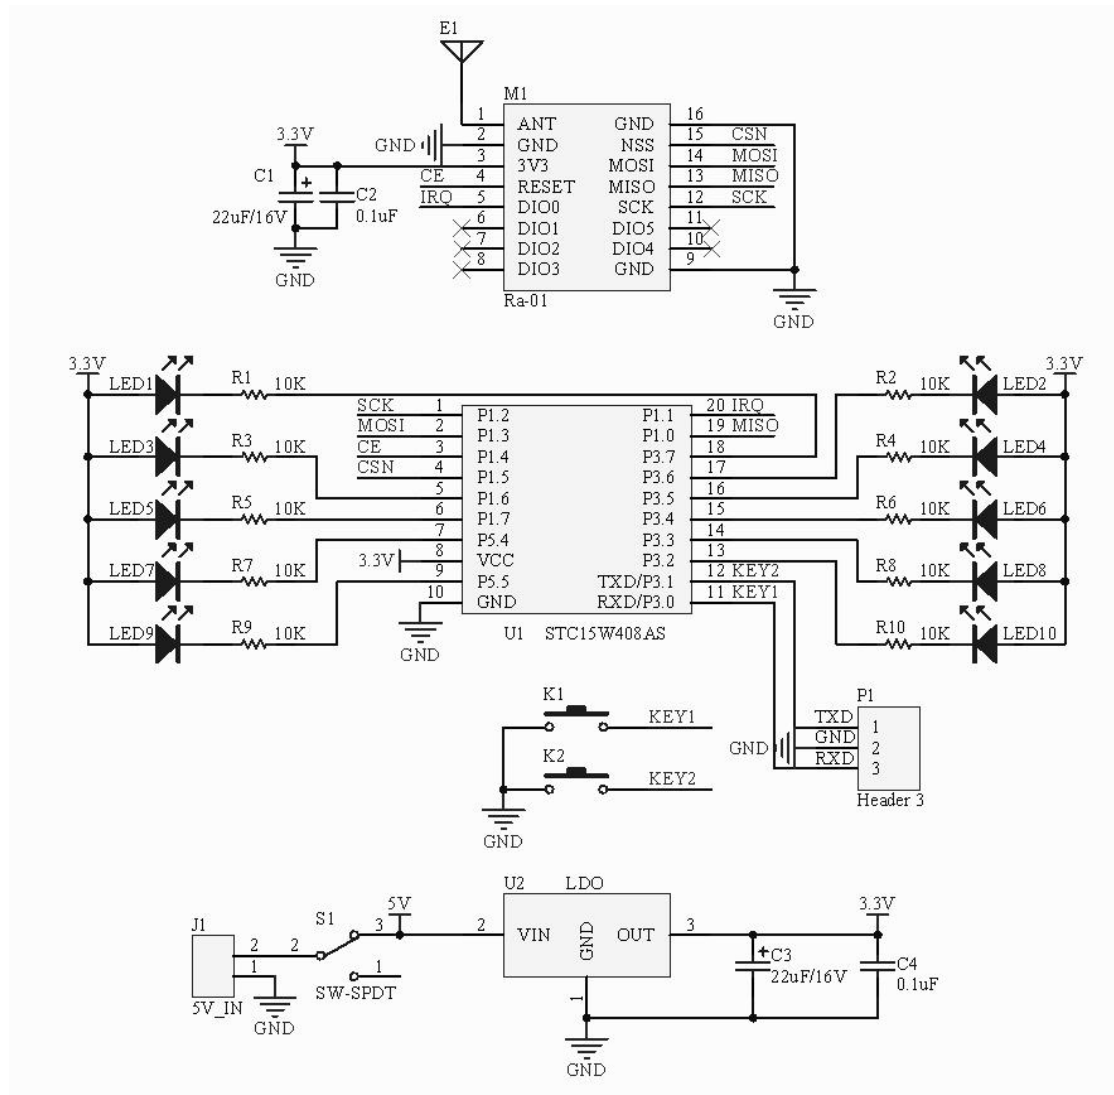 E1
M1
1 ANT GND 16
GND 2 GND NSS 15 CSN
3.3V 3 3V3 MOSI 14 MOSI
CE 4 RESET MISO 13 MISO
IRQ 5 DIO0 SCK 12 SCK
6 DIO1 DIO5 11
7 DIO2 DIO4 10
8 DIO3 GND 9
Ra-01
GND
C1 + C2
22uF/16V 0.1uF
GND
3.3V 3.3V
LED1 R1 10K R2 10K LED2
LED3 R3 10K R4 10K LED4
LED5 R5 10K R6 10K LED6
LED7 R7 10K R8 10K LED8
LED9 R9 10K R10 10K LED10
SCK 1 P1.2 P1.1 20 IRQ
MOSI 2 P1.3 P1.0 19 MISO
CE 3 P1.4 P3.7 18
CSN 4 P1.5 P3.6 17
5 P1.6 P3.5 16
6 P1.7 P3.4 15
7 P5.4 P3.3 14
3.3V 8 VCC P3.2 13
9 P5.5 TXD/P3.1 12 KEY2
10 GND RXD/P3.0 11 KEY1
U1 STC15W408AS
GND
K1
KEY1
K2
KEY2
GND
P1
TXD 1
GND GND 2
RXD 3
Header 3
U2 LDO
J1 S1 5V 3.3V
2 2 3 2 VIN GND OUT 3
1 1 1
5V_IN SW-SPDT
GND
+ C3 C4
22uF/16V 0.1uF
GND